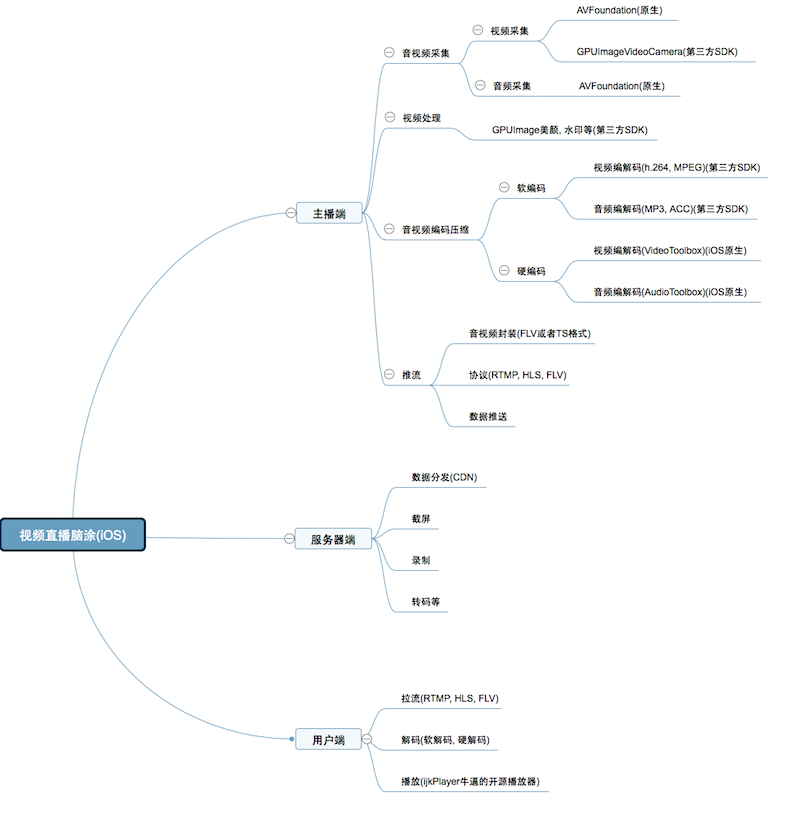 AVFoundation(原生)
视频采集
GPUImageVideoCamera(第三方SDK)
音视频采集
音频采集
AVFoundation(原生)
视频处理
GPUImage美颜, 水印等(第三方SDK)
视频编解码(h.264, MPEG)(第三方SDK)
软编码
音频编解码(MP3, ACC)(第三方SDK)
主播端
音视频编码压缩
视频编解码(VideoToolbox)(iOS原生)
硬编码
音频编解码(AudioToolbox)(iOS原生)
音视频封装(FLV或者TS格式)
推流
协议(RTMP, HLS, FLV)
数据推送
数据分发(CDN)
截屏
视频直播脑涂(iOS)
服务器端
录制
转码等
拉流(RTMP, HLS, FLV)
用户端
解码(软解码, 硬解码)
播放(ijkPlayer牛逼的开源播放器)